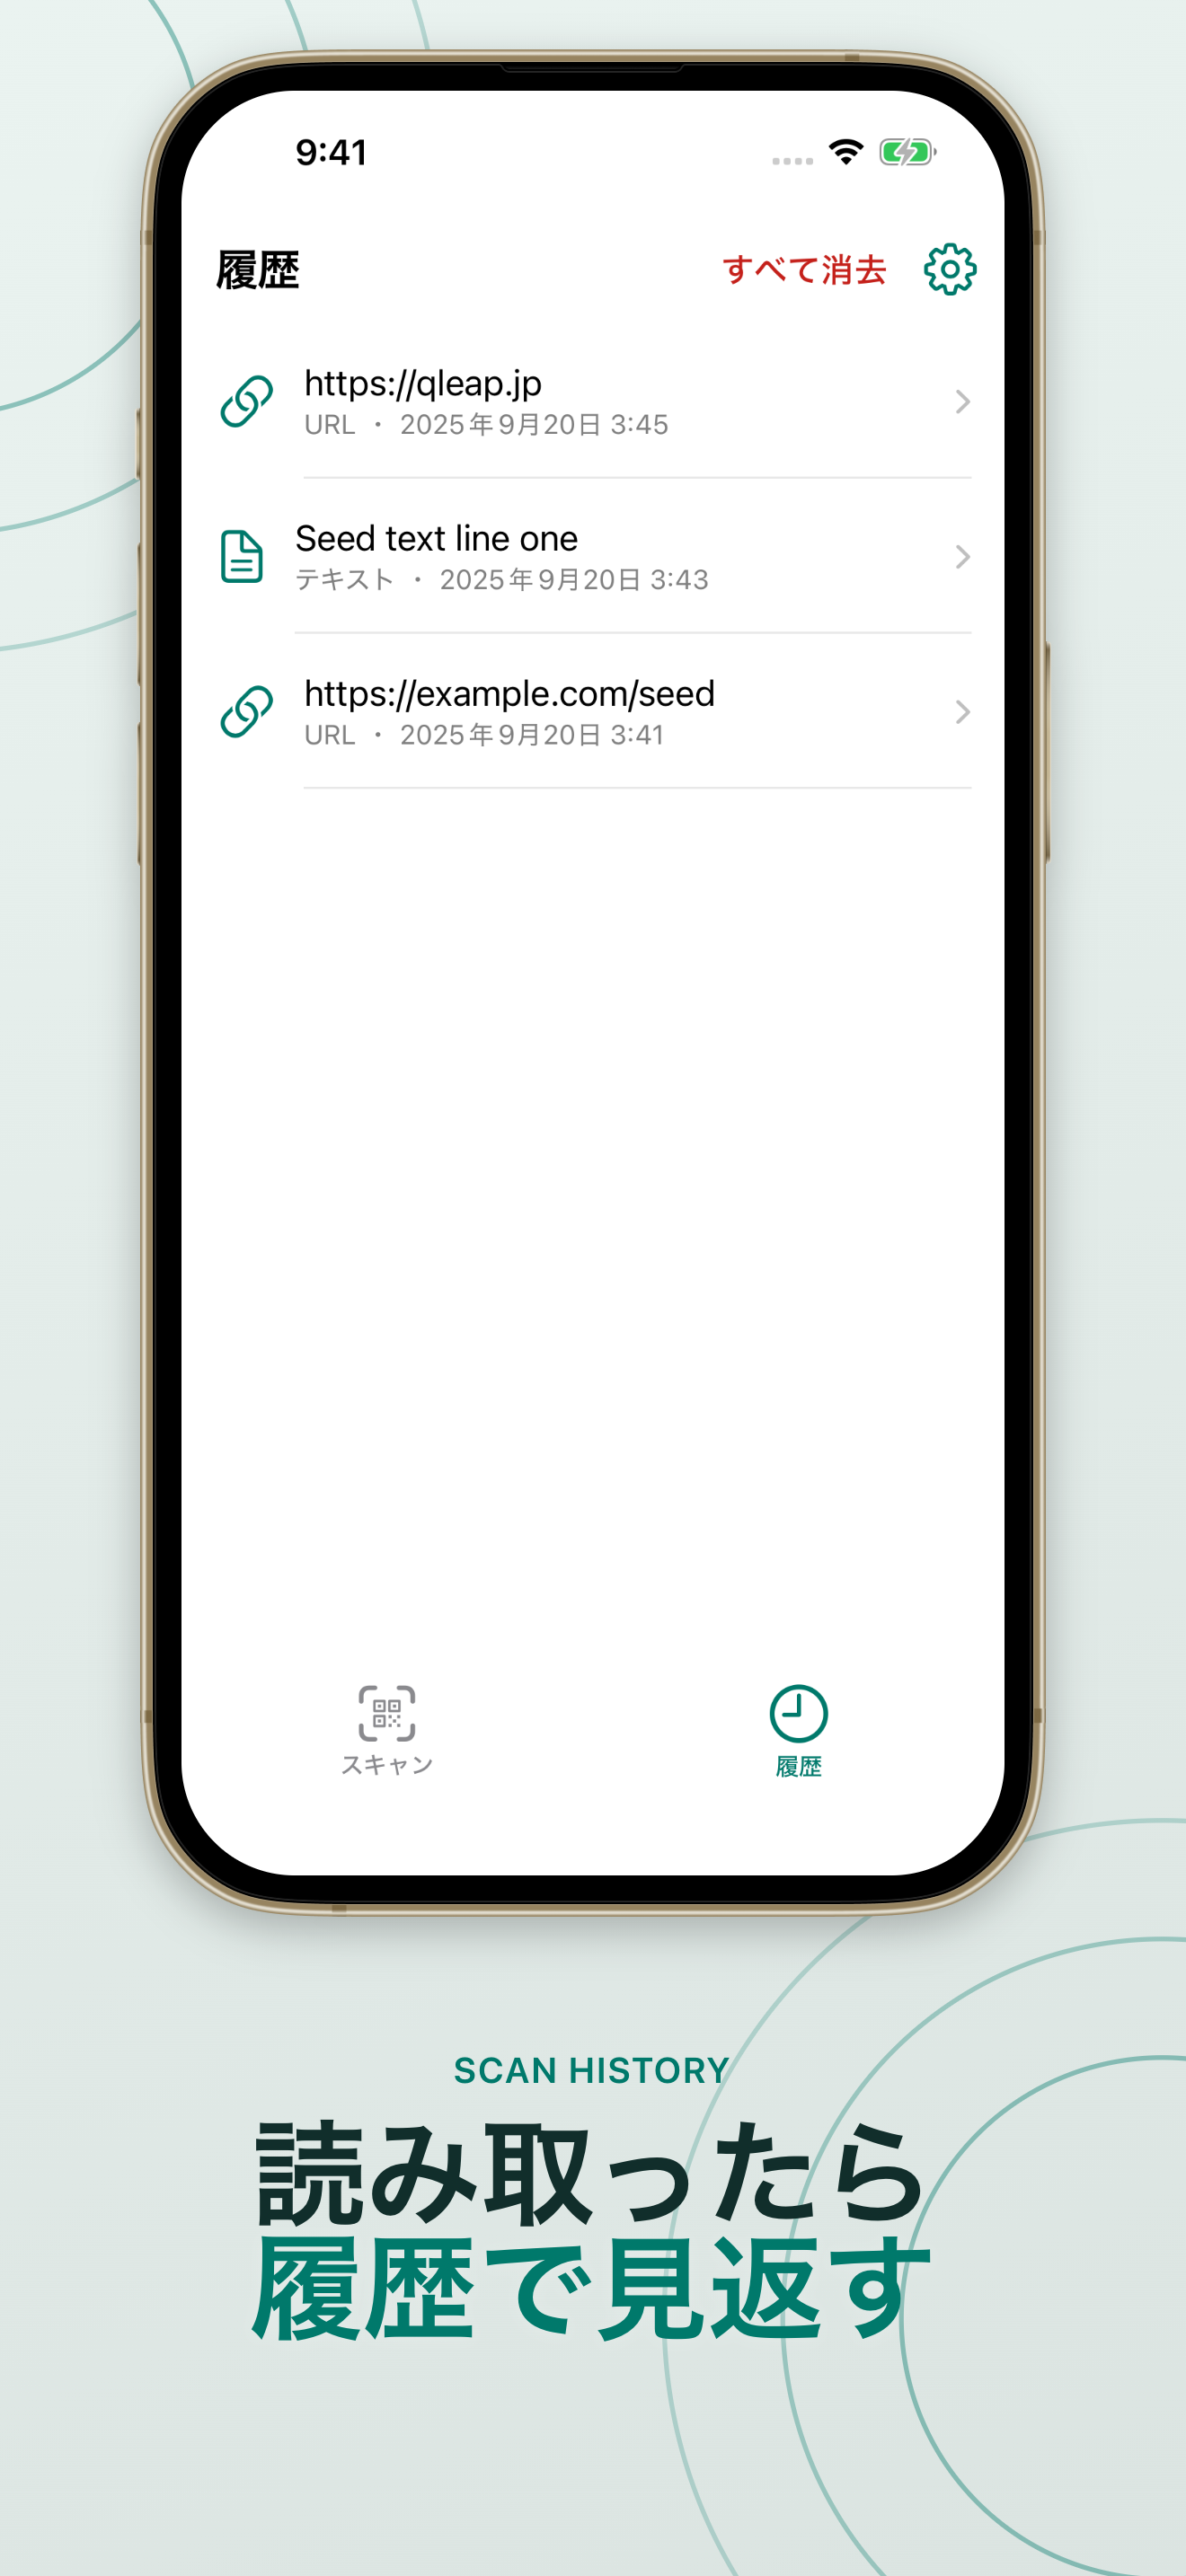 9:41
履歴 すべて消去
https://qleap.jp
URL ・ 2025年9月20日 3:45
Seed text line one
テキスト ・ 2025年9月20日 3:43
https://example.com/seed
URL ・ 2025年9月20日 3:41
スキャン 履歴
SCAN HISTORY
読み取ったら
履歴で見返す